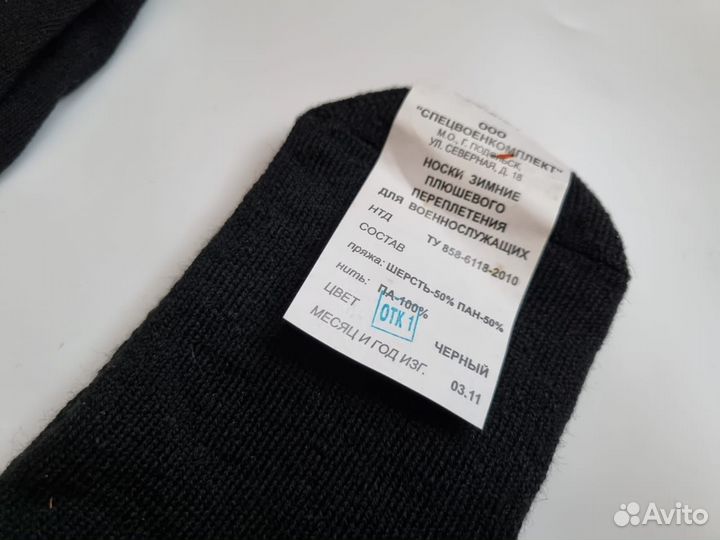 ООО
"СПЕЦВОЕНКОМПЛЕКТ"
М.О., Г. ПОДОЛЬСК,
УЛ. СЕВЕРНАЯ, Д. 18
НОСКИ ЗИМНИЕ
ПЛЮШЕВОГО
ПЕРЕПЛЕТЕНИЯ
ДЛЯ ВОЕННОСЛУЖАЩИХ
НТД ТУ 858-6118-2010
СОСТАВ
пряжа: ШЕРСТЬ-50% ПАН-50%
нить: ПА-100%
ЦВЕТ ЧЕРНЫЙ
ОТК 1
МЕСЯЦ И ГОД ИЗГ. 03.11
Avito